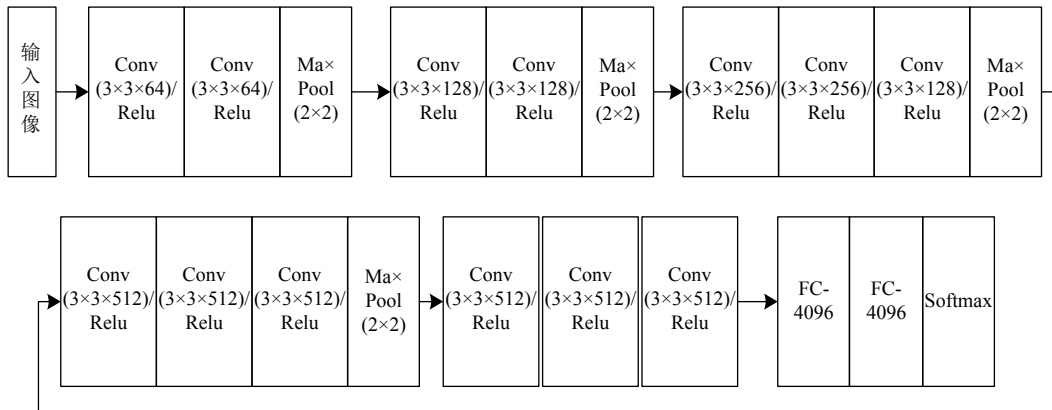 输
入
图
像
Conv
(3×3×64)/
Relu
Conv
(3×3×64)/
Relu
Ma×
Pool
(2×2)
Conv
(3×3×128)/
Relu
Conv
(3×3×128)/
Relu
Ma×
Pool
(2×2)
Conv
(3×3×256)/
Relu
Conv
(3×3×256)/
Relu
Conv
(3×3×128)/
Relu
Ma×
Pool
(2×2)
Conv
(3×3×512)/
Relu
Conv
(3×3×512)/
Relu
Conv
(3×3×512)/
Relu
Ma×
Pool
(2×2)
Conv
(3×3×512)/
Relu
Conv
(3×3×512)/
Relu
Conv
(3×3×512)/
Relu
FC-
4096
FC-
4096
Softmax